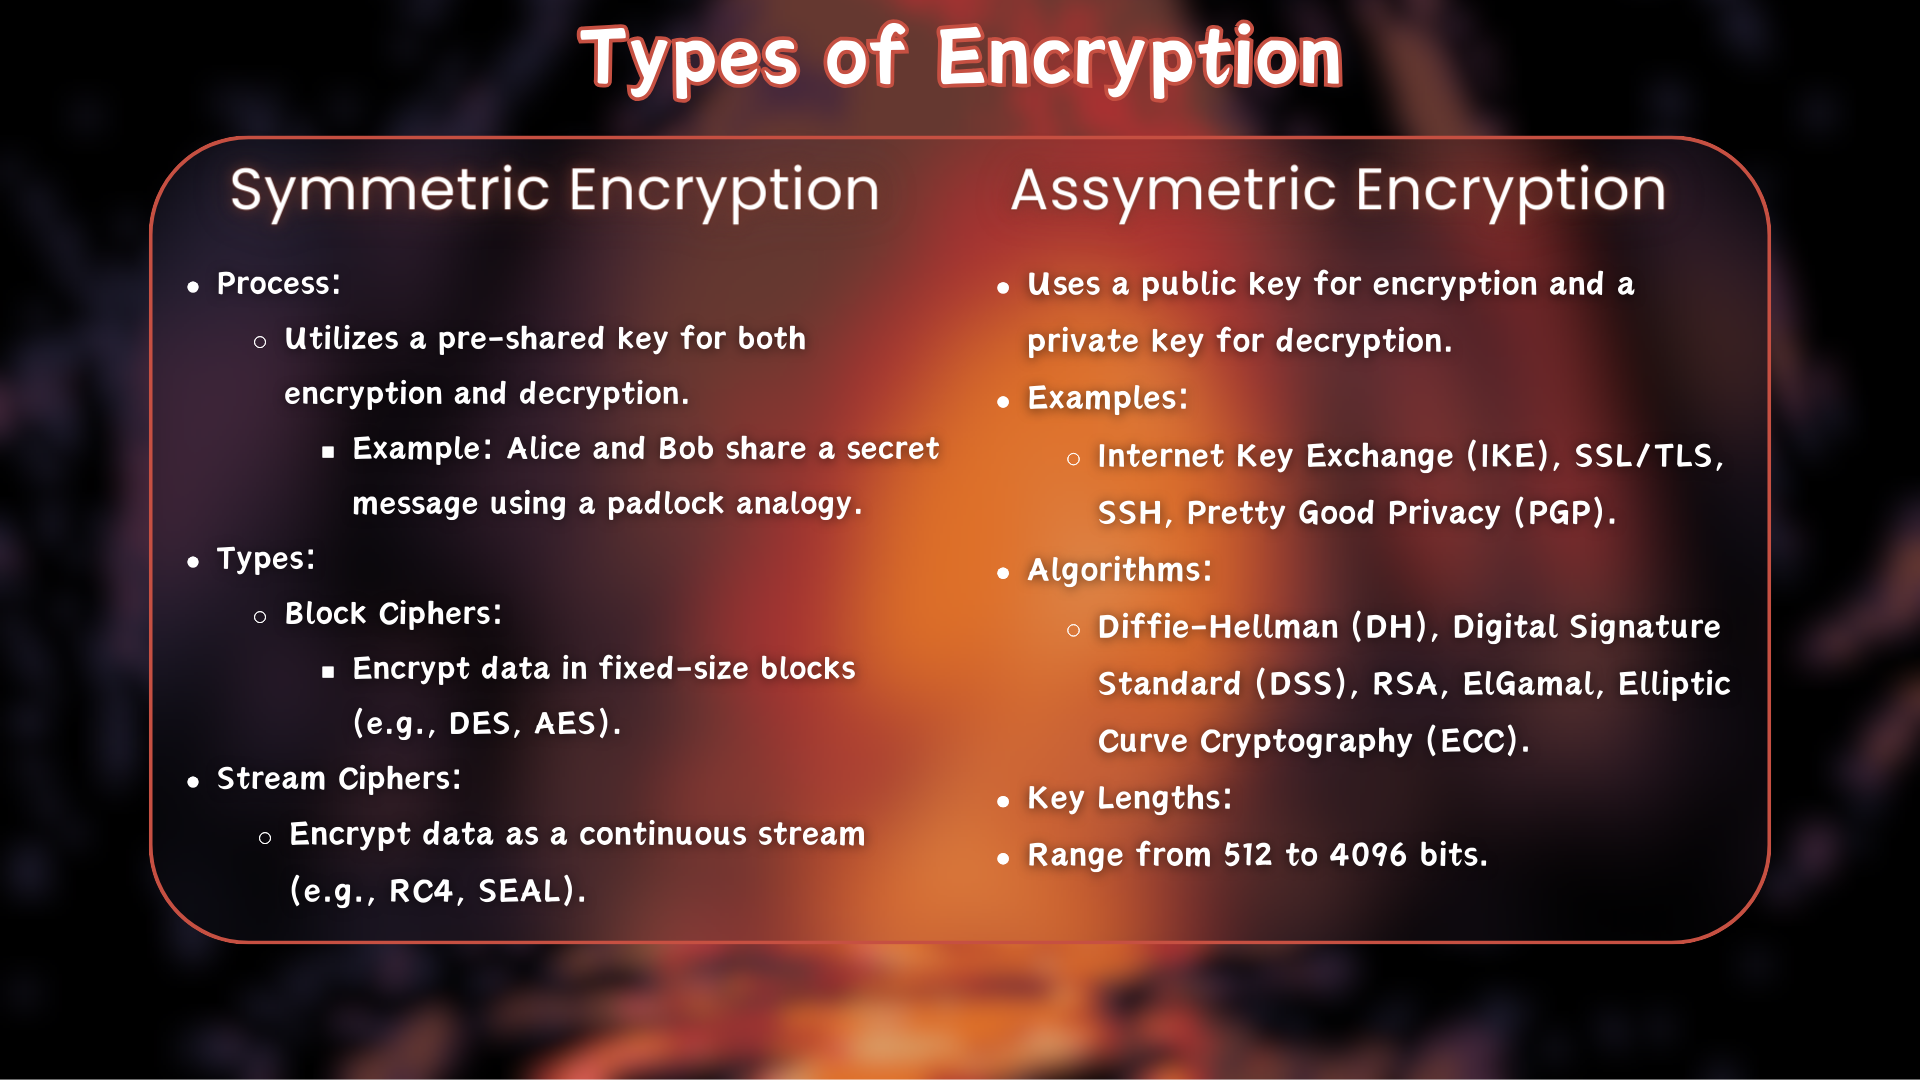 Types of Encryption
Symmetric Encryption
• Process:
○ Utilizes a pre-shared key for both
encryption and decryption.
■ Example: Alice and Bob share a secret
message using a padlock analogy.
• Types:
○ Block Ciphers:
■ Encrypt data in fixed-size blocks
(e.g., DES, AES).
• Stream Ciphers:
○ Encrypt data as a continuous stream
(e.g., RC4, SEAL).
Assymetric Encryption
• Uses a public key for encryption and a
private key for decryption.
• Examples:
○ Internet Key Exchange (IKE), SSL/TLS,
SSH, Pretty Good Privacy (PGP).
• Algorithms:
○ Diffie-Hellman (DH), Digital Signature
Standard (DSS), RSA, ElGamal, Elliptic
Curve Cryptography (ECC).
• Key Lengths:
• Range from 512 to 4096 bits.